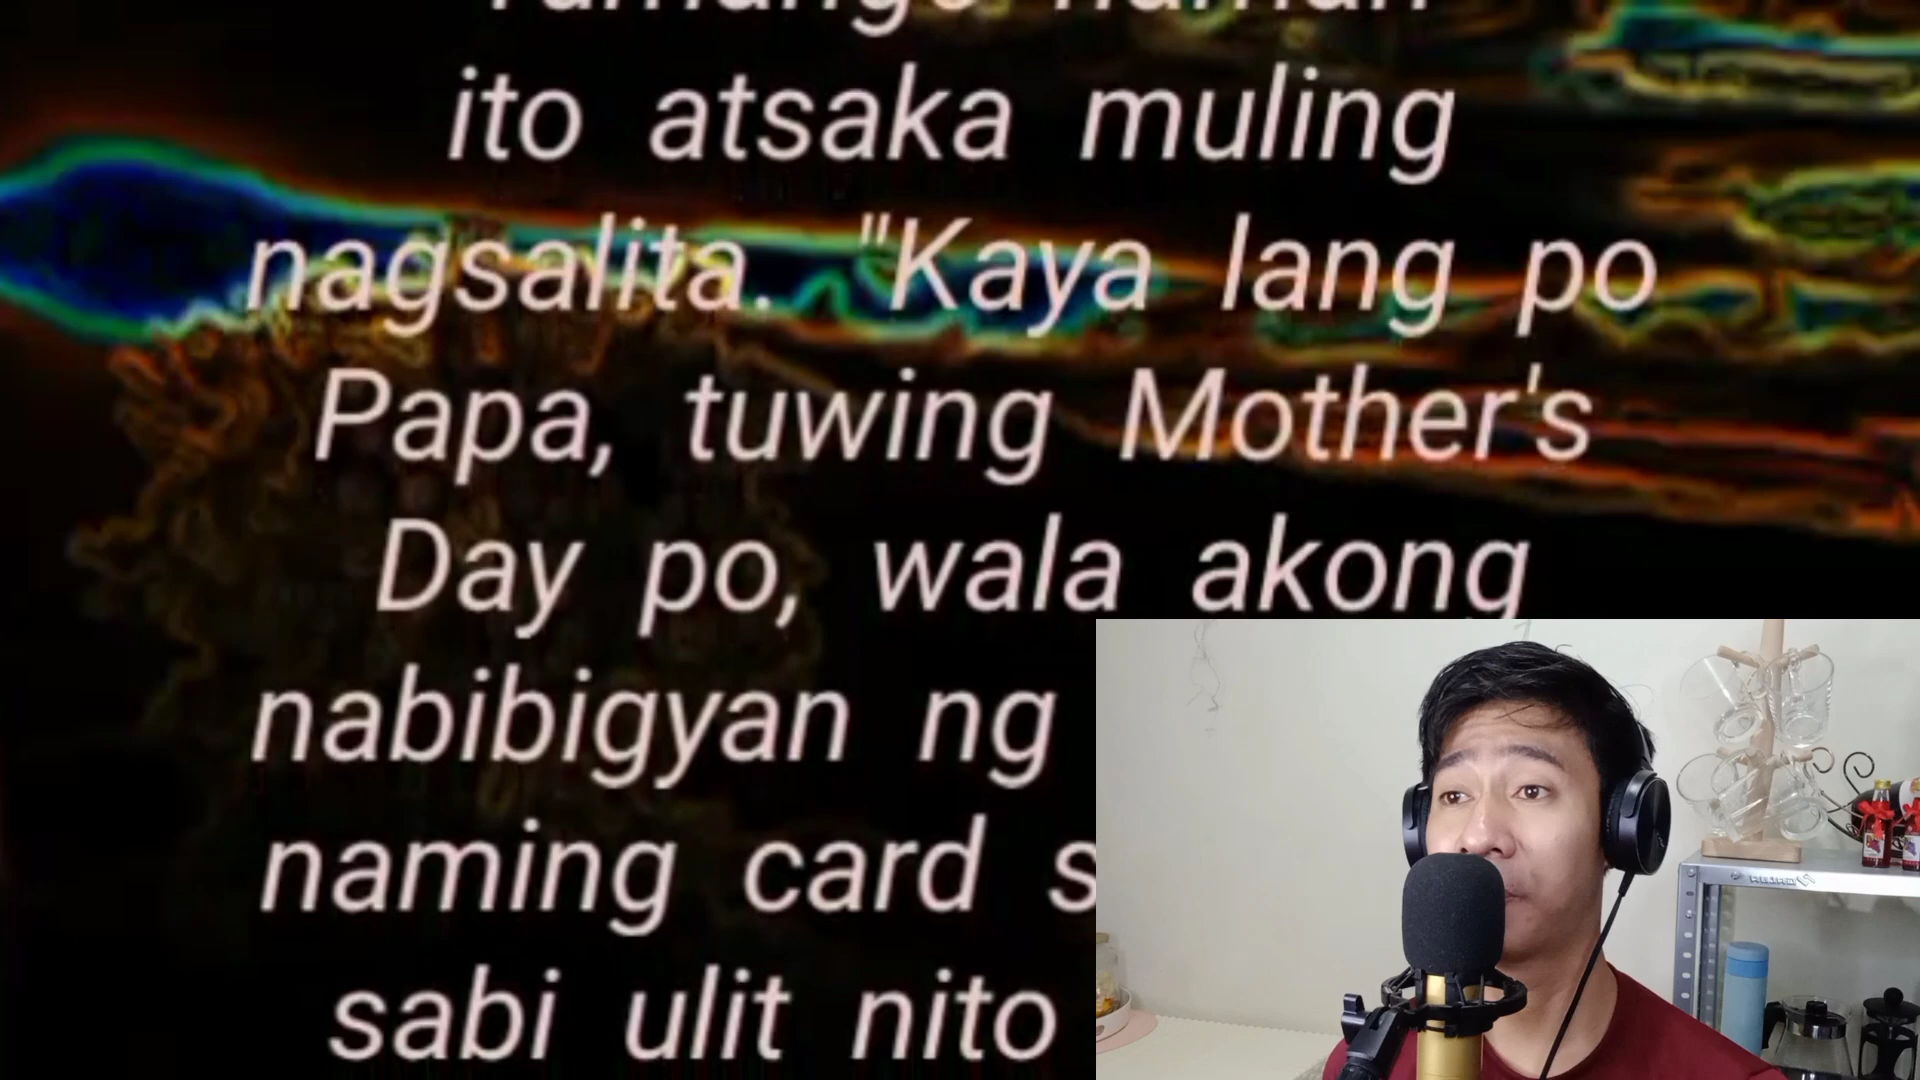 ito atsaka muling
nagsalita. "Kaya lang po
Papa, tuwing Mother's
Day po, wala akong
nabibigyan ng
naming card
sabi ulit nito